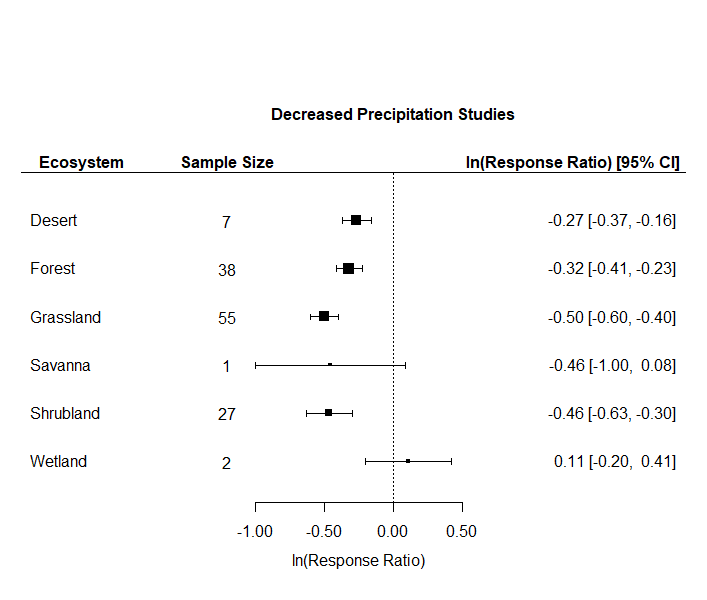 Decreased Precipitation Studies
Ecosystem Sample Size ln(Response Ratio) [95% CI]
Desert 7 -0.27 [-0.37, -0.16]
Forest 38 -0.32 [-0.41, -0.23]
Grassland 55 -0.50 [-0.60, -0.40]
Savanna 1 -0.46 [-1.00, 0.08]
Shrubland 27 -0.46 [-0.63, -0.30]
Wetland 2 0.11 [-0.20, 0.41]
-1.00 -0.50 0.00 0.50
ln(Response Ratio)